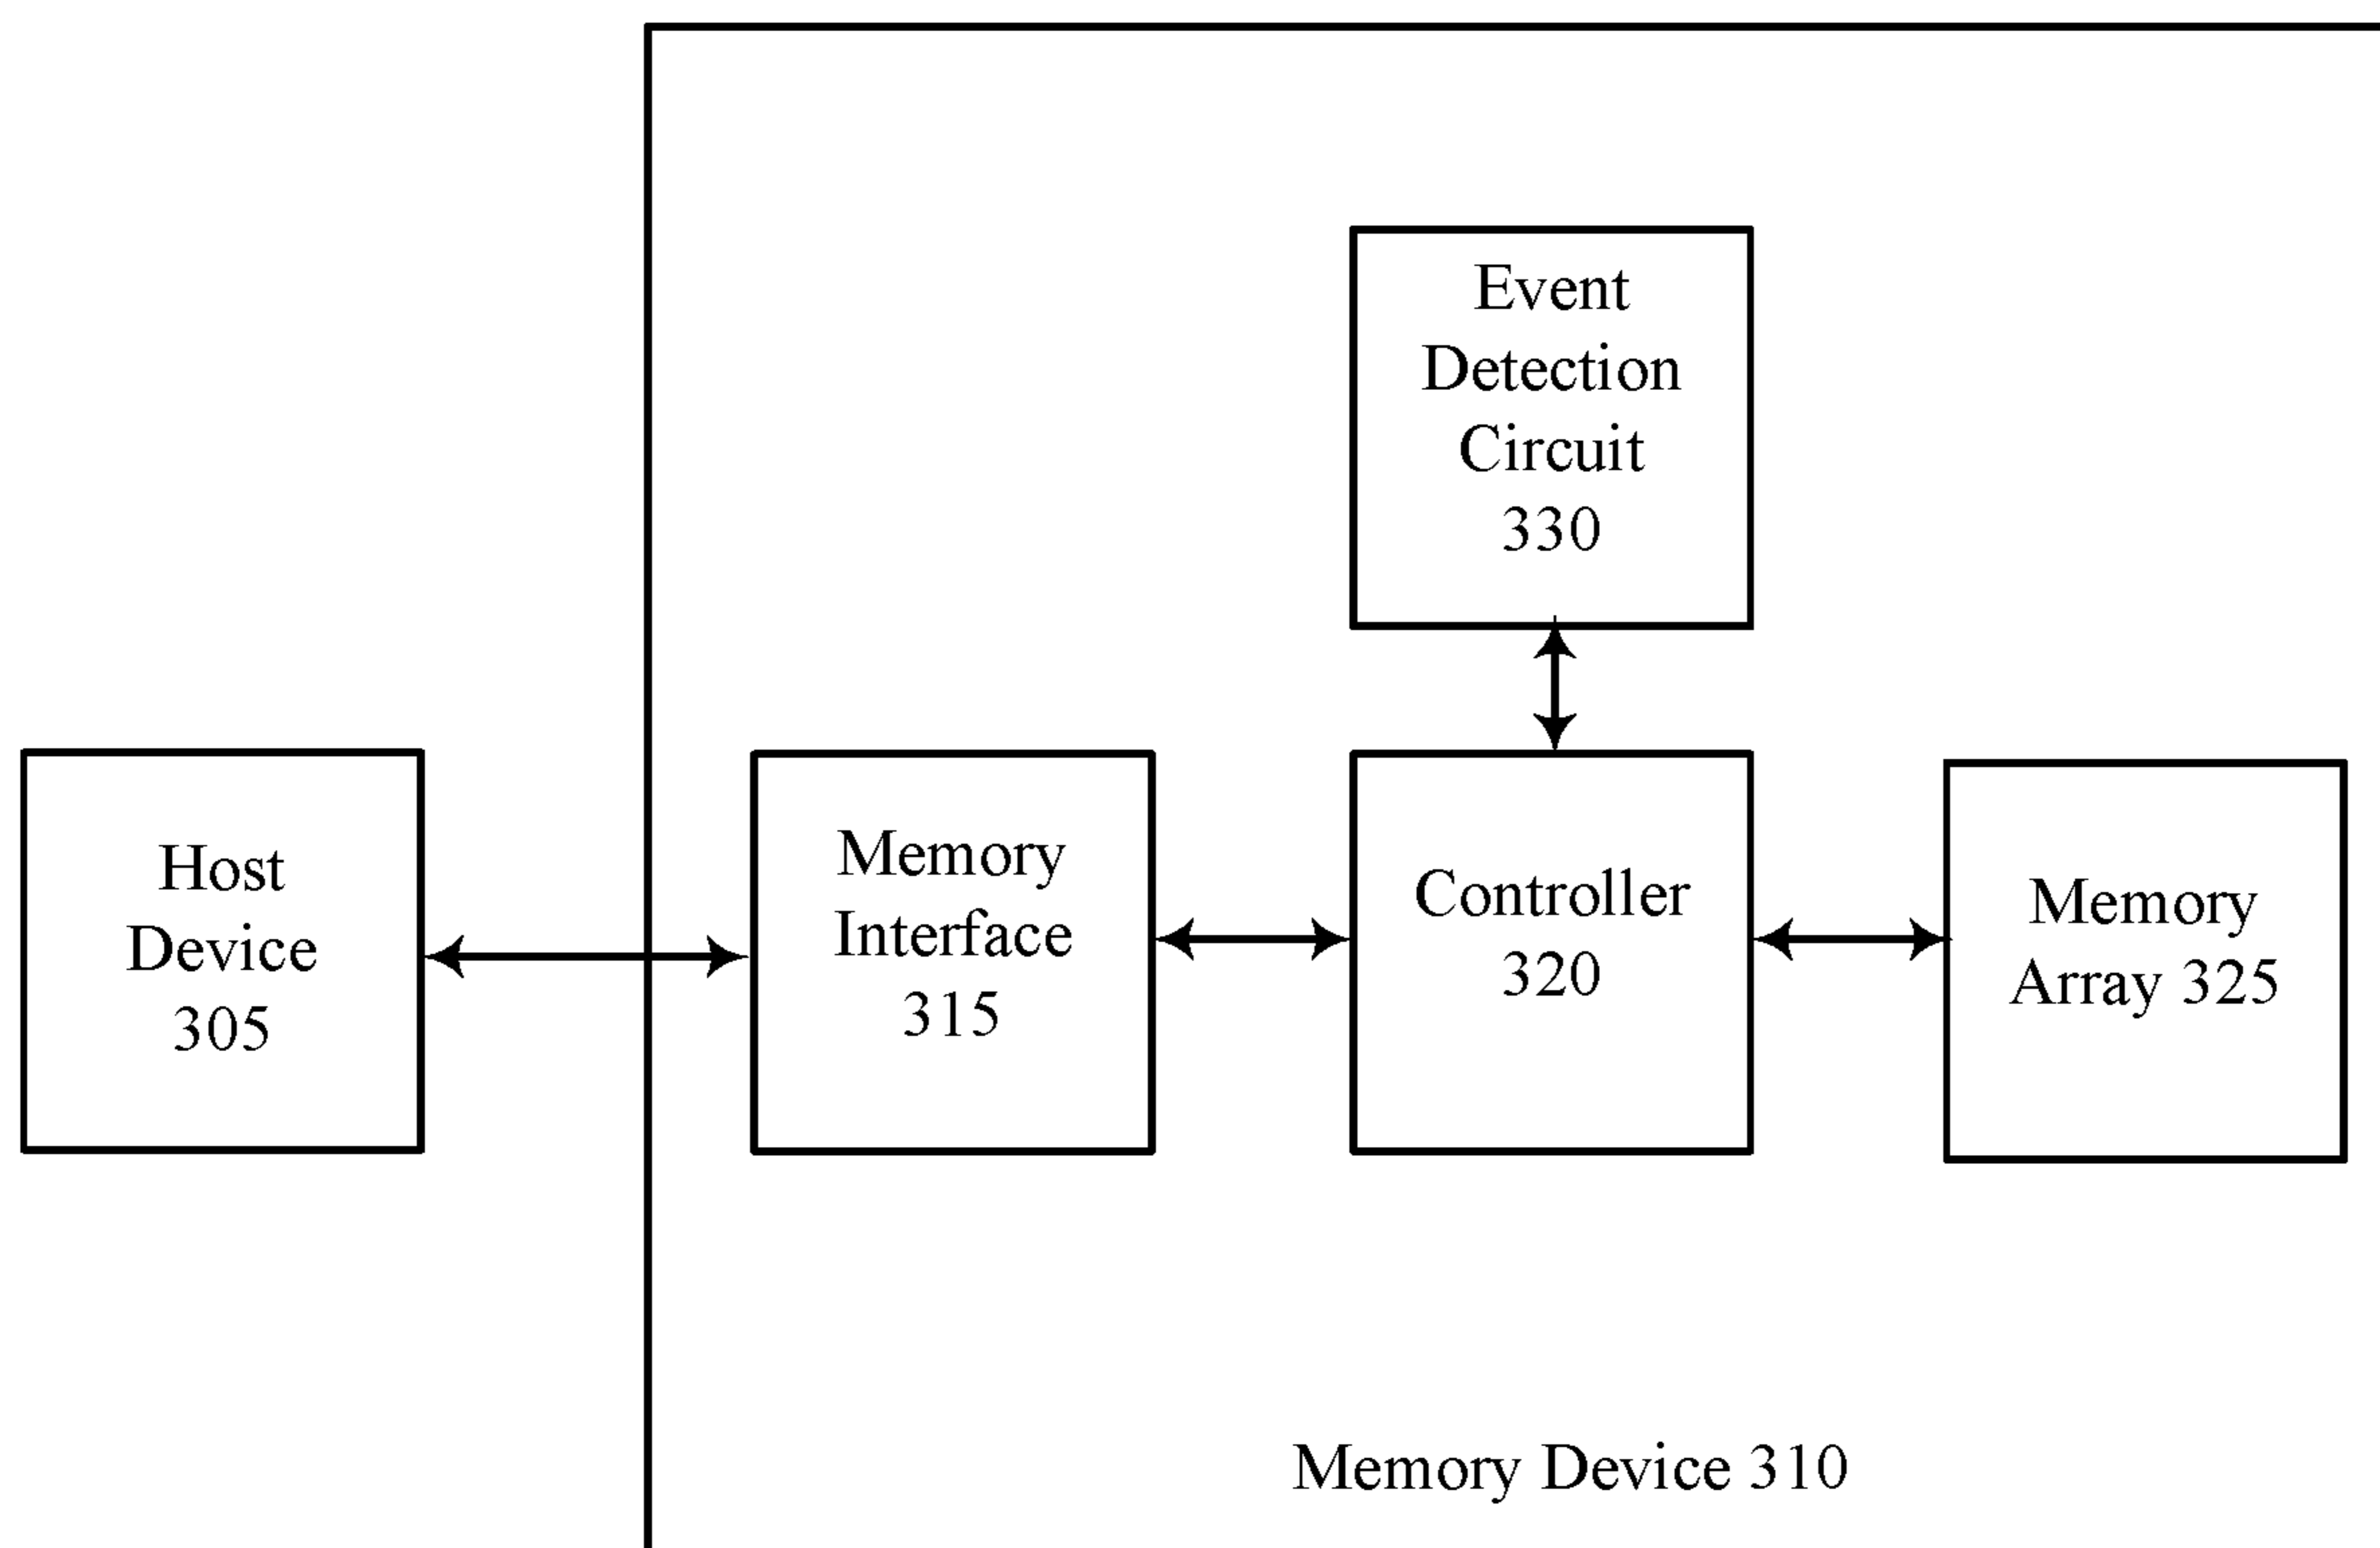 Event
Detection
Circuit
330
Host
Device
305
Memory
Interface
315
Controller
320
Memory
Array 325
Memory Device 310